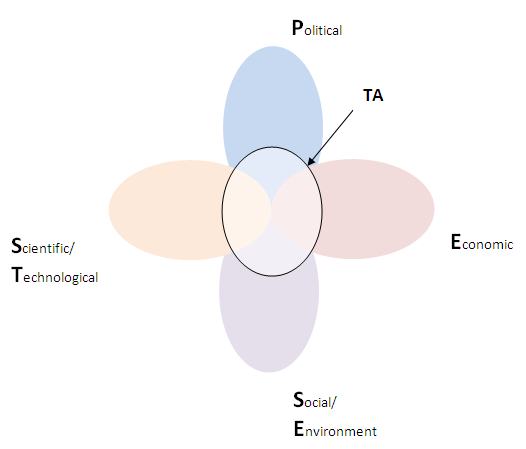 Political
TA
Scientific/
Technological
Economic
Social/
Environment